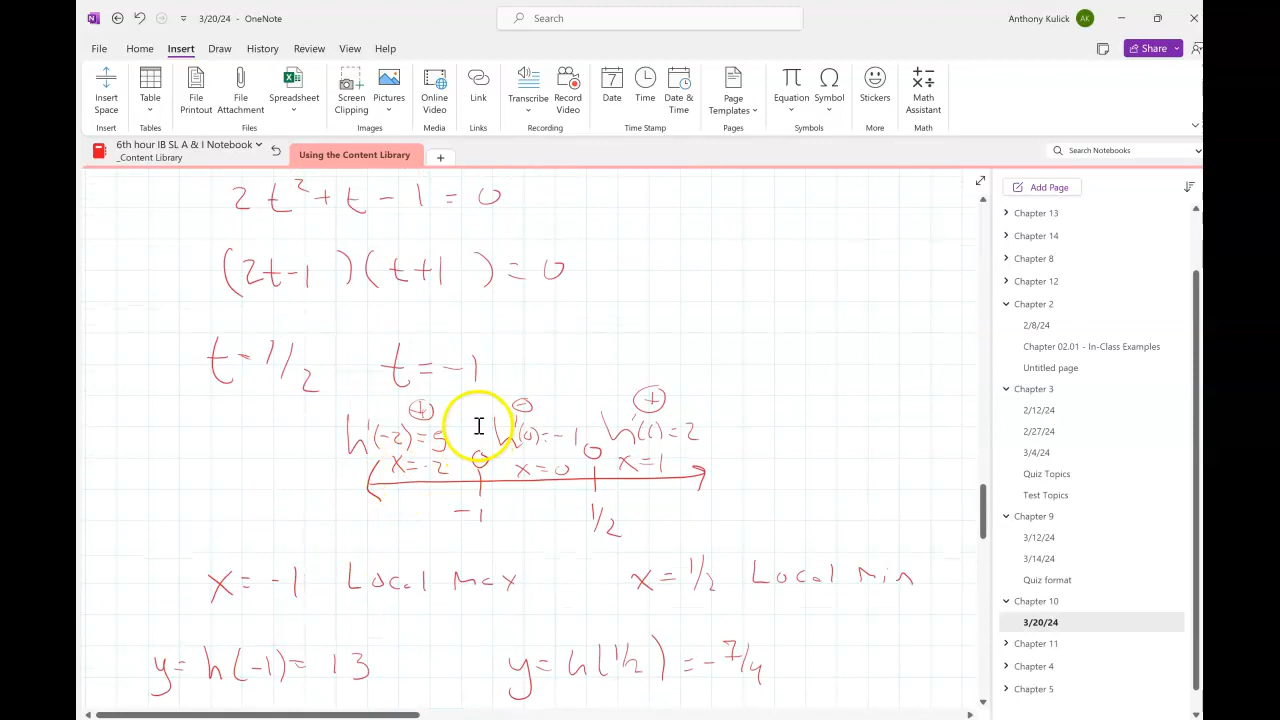 3/20/24 - OneNote
Search
Anthony Kulick
AK
File Home Insert Draw History Review View Help
Share
Insert Space
Table
File Printout
File Attachment
Spreadsheet
Screen Clipping
Pictures
Online Video
Link
Transcribe
Record Video
Date
Time
Date & Time
Page Templates
Equation
Symbol
Stickers
Math Assistant
Insert Tables Files Images Media Links Recording Time Stamp Pages Symbols More Math
6th hour IB SL A & I Notebook
_Content Library
Using the Content Library
+
Search Notebooks
Add Page
Chapter 13
Chapter 14
Chapter 8
Chapter 12
Chapter 2
2/8/24
Chapter 02.01 - In-Class Examples
Untitled page
Chapter 3
2/12/24
2/27/24
3/4/24
Quiz Topics
Test Topics
Chapter 9
3/12/24
3/14/24
Quiz format
Chapter 10
3/20/24
Chapter 11
Chapter 4
Chapter 5
2t² + t - 1 = 0
(2t-1 )(t+1 ) = 0
t = 1/2 t = -1
+ - +
h'(-2) = 5 h'(0) = -1 h'(1) = 2
x = -2 0 x = 0 0 x = 1
-1 1/2
x = -1 Local max x = 1/2 Local min
y = h(-1) = 13 y = h(1/2) = -7/4